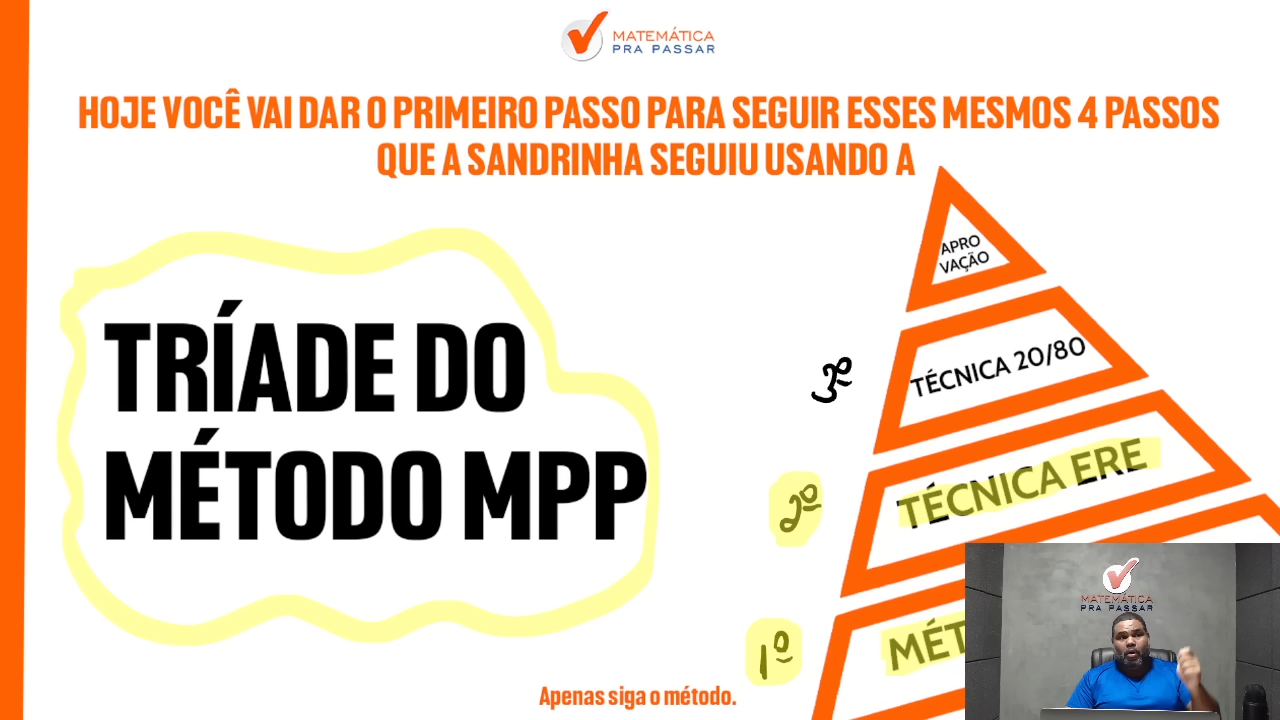 MATEMÁTICA
PRA PASSAR
HOJE VOCÊ VAI DAR O PRIMEIRO PASSO PARA SEGUIR ESSES MESMOS 4 PASSOS
QUE A SANDRINHA SEGUIU USANDO A
APRO
VAÇÃO
TRÍADE DO
MÉTODO MPP
TÉCNICA 20/80
3º
TÉCNICA ERE
2º
MÉT
1º
MATEMÁTICA
PRA PASSAR
Apenas siga o método.